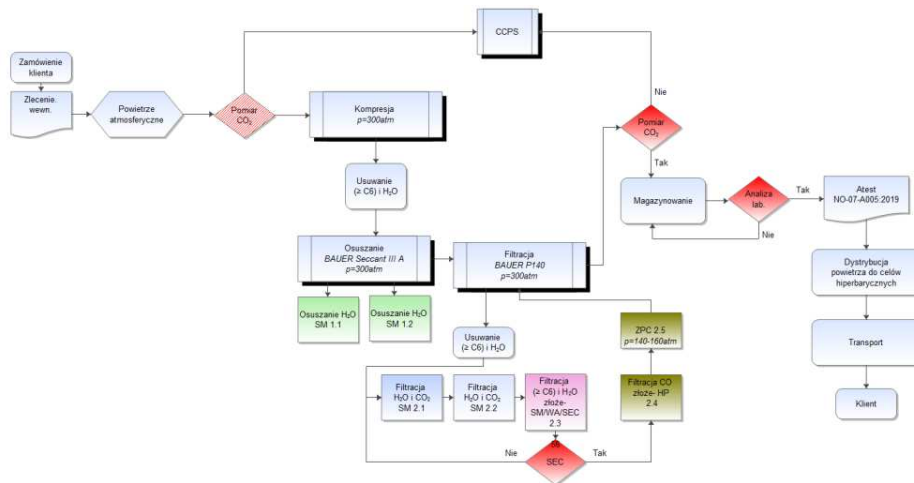 CCPS
Zamówienie
klienta
Zlecenie.
wewn.
Powietrze
atmosferyczne
Pomiar
CO₂
Kompresja
p=300atm
Nie
Pomiar
CO₂
Tak
Usuwanie
(≥ C6) i H₂O
Magazynowanie
Analiza
lab.
Tak
Nie
Atest
NO-07-A005:2019
Osuszanie
BAUER Seccant III A
p=300atm
Filtracja
BAUER P140
p=300atm
Dystrybucja
powietrza do celów
hiperbarycznych
Osuszanie H₂O
SM 1.1
Osuszanie H₂O
SM 1.2
Usuwanie
(≥ C6) i H₂O
ZPC 2.5
p=140-160atm
Transport
Filtracja
H₂O i CO₂
SM 2.1
Filtracja
H₂O i CO₂
SM 2.2
Filtracja
(≥ C6) i H₂O
złoże-
SM/WA/SEC
2.3
Filtracja CO
złoże- HP
2.4
Klient
Nie
SEC
Tak